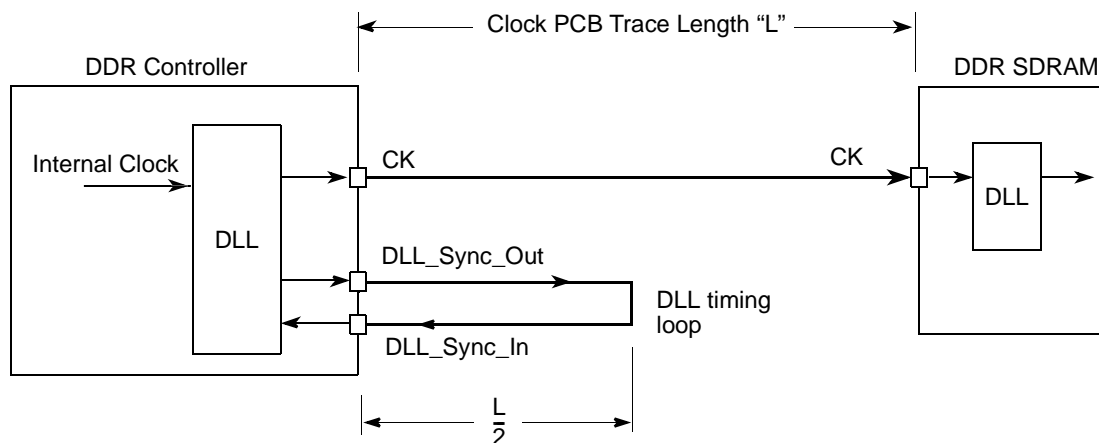 Clock PCB Trace Length “L”
DDR Controller
DDR SDRAM
Internal Clock
CK
CK
DLL
DLL
DLL_Sync_Out
DLL timing
loop
DLL_Sync_In
L
2